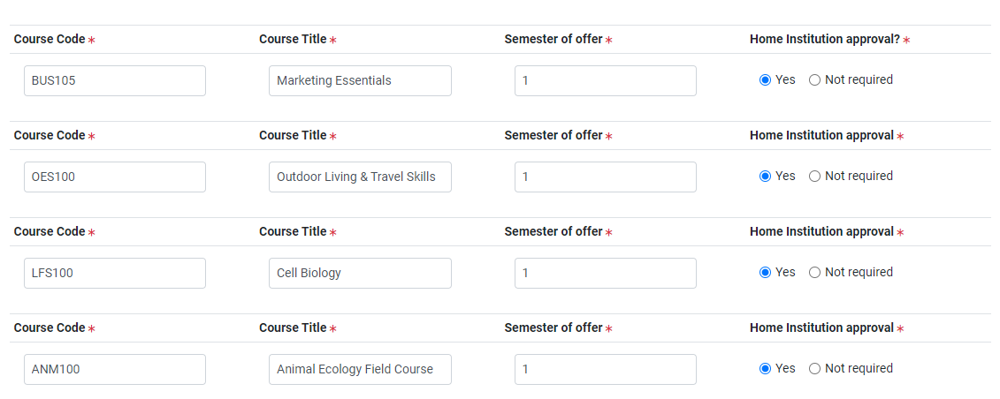 Course Code * Course Title * Semester of offer * Home Institution approval? *
BUS105 Marketing Essentials 1 Yes Not required
Course Code * Course Title * Semester of offer * Home Institution approval *
OES100 Outdoor Living & Travel Skills 1 Yes Not required
Course Code * Course Title * Semester of offer * Home Institution approval *
LFS100 Cell Biology 1 Yes Not required
Course Code * Course Title * Semester of offer * Home Institution approval *
ANM100 Animal Ecology Field Course 1 Yes Not required